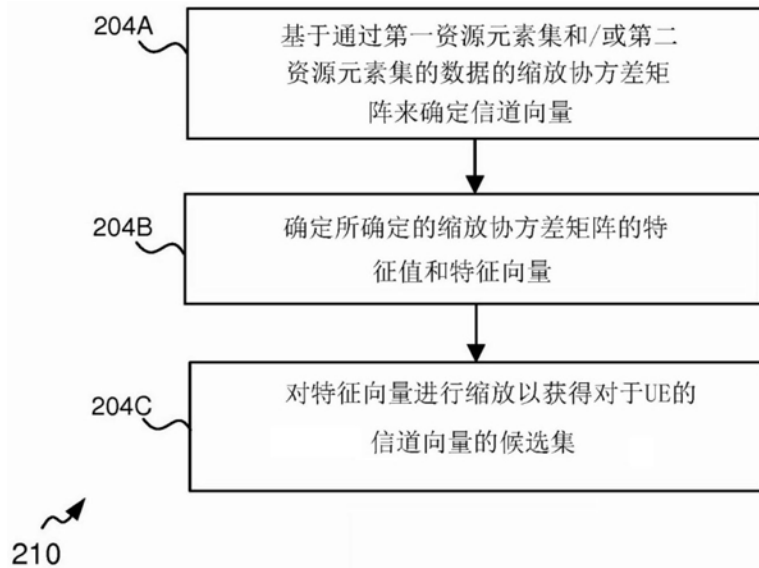 204A
基于通过第一资源元素集和/或第二
资源元素集的数据的缩放协方差矩
阵来确定信道向量
204B
确定所确定的缩放协方差矩阵的特
征值和特征向量
204C
对特征向量进行缩放以获得对于UE的
信道向量的候选集
210